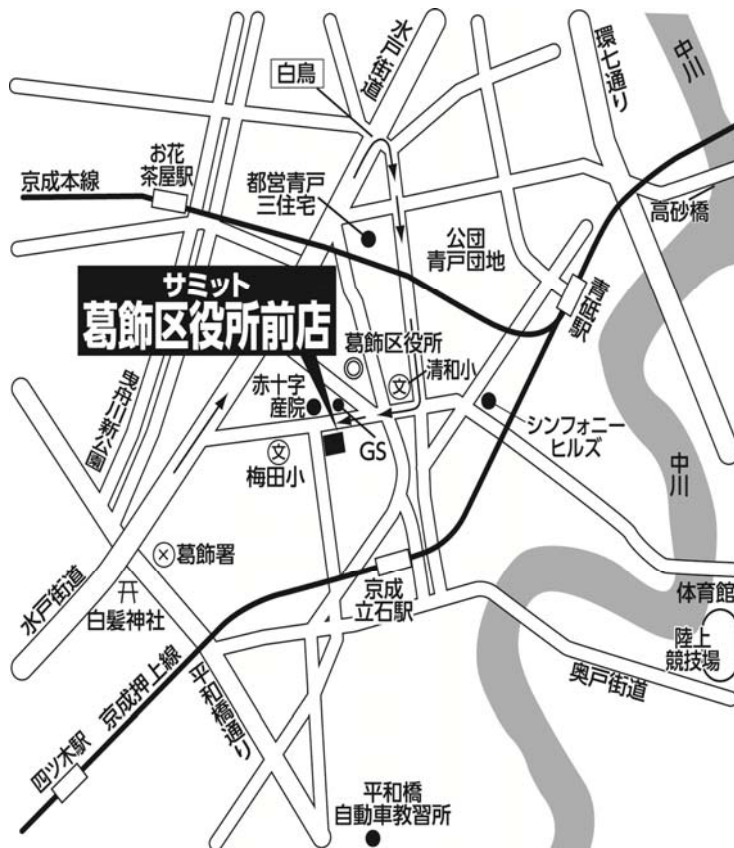 水戸街道
環七通り
中川
白鳥
お花
茶屋駅
京成本線
都営青戸
三住宅
公団
青戸団地
高砂橋
青砥駅
サミット
葛飾区役所前店
葛飾区役所
文
清和小
赤十字
産院
曳舟川新公園
文
梅田小
GS
シンフォニー
ヒルズ
中川
水戸街道
葛飾署
白髪神社
京成
立石駅
体育館
陸上
競技場
奥戸街道
京成押上線
平和橋通り
四ツ木駅
平和橋
自動車教習所